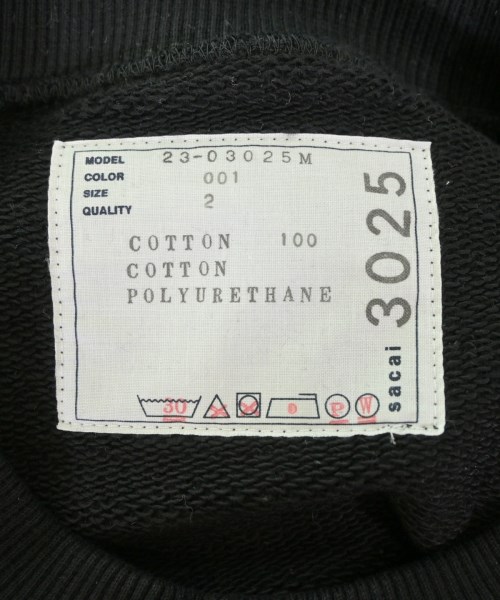 MODEL 23-03025M
COLOR 001
SIZE 2
QUALITY
COTTON 100
COTTON
POLYURETHANE
30 P W
sacai 3025